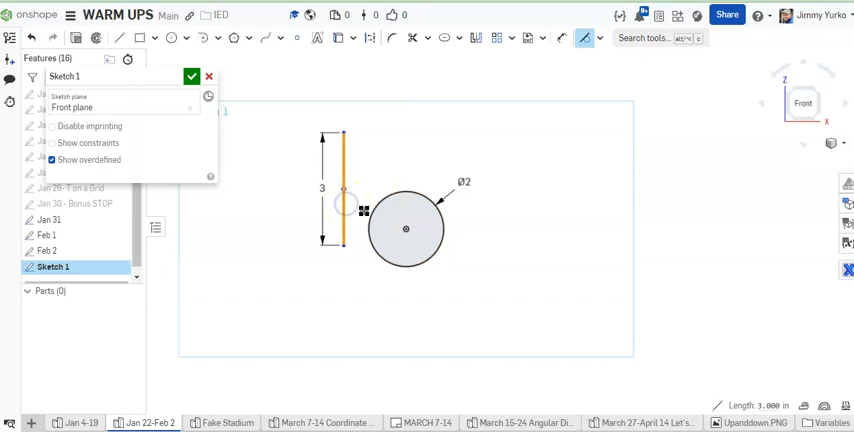 onshape WARM UPS Main IED 0 0 0 8+ Share Jimmy Yurko
Search tools... alt/⌥ c
Features (16)
Sketch 1
Sketch plane
Front plane
Disable imprinting
Show constraints
Show overdefined
Jan 29- T on a Grid
Jan 30 - Bonus:STOP
Jan 31
Feb 1
Feb 2
Sketch 1
Parts (0)
3
Ø2
Z
Front
X
Length: 3.000 in
Jan 4-19 Jan 22-Feb 2 Fake Stadium March 7-14 Coordinate ... MARCH 7-14 March 15-24 Angular Di... March 27-April 14 Let's... Upanddown.PNG Variables